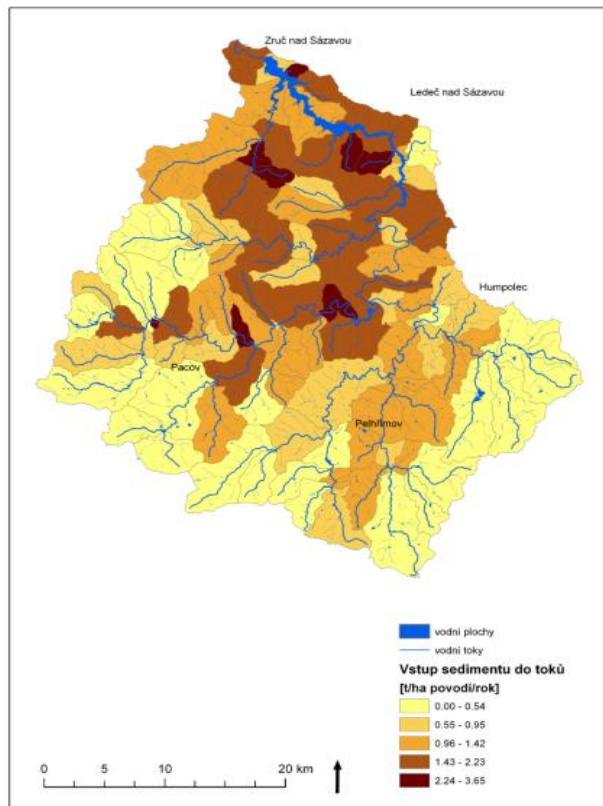 Zruč nad Sázavou
Ledeč nad Sázavou
Humpolec
Pacov
Pelhřimov
vodní plochy
vodní toky
Vstup sedimentu do toků
[t/ha povodí/rok]
0.00 - 0.54
0.55 - 0.95
0.96 - 1.42
1.43 - 2.23
2.24 - 3.65
0 5 10 20 km